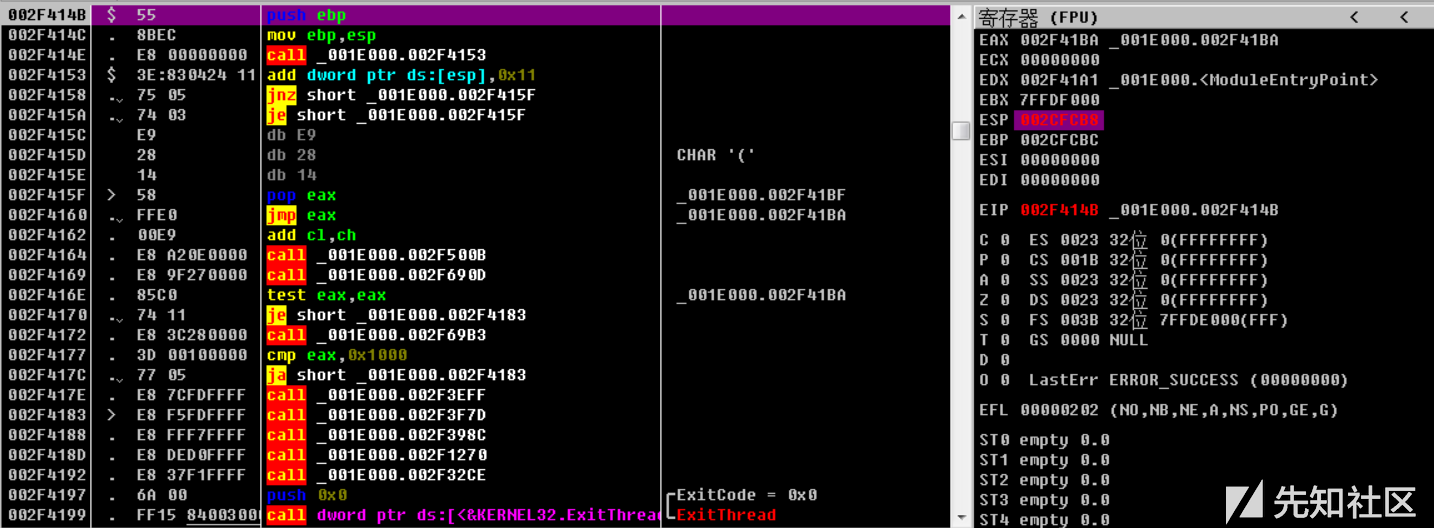 002F414B $ 55 push ebp
002F414C . 8BEC mov ebp,esp
002F414E . E8 00000000 call _001E000.002F4153
002F4153 $ 3E:830424 11 add dword ptr ds:[esp],0x11
002F4158 .˅ 75 05 jnz short _001E000.002F415F
002F415A .˅ 74 03 je short _001E000.002F415F
002F415C E9 db E9
002F415D 28 db 28 CHAR '('
002F415E 14 db 14
002F415F > 58 pop eax _001E000.002F41BF
002F4160 .˅ FFE0 jmp eax _001E000.002F41BA
002F4162 . 00E9 add cl,ch
002F4164 . E8 A20E0000 call _001E000.002F500B
002F4169 . E8 9F270000 call _001E000.002F690D
002F416E . 85C0 test eax,eax _001E000.002F41BA
002F4170 .˅ 74 11 je short _001E000.002F4183
002F4172 . E8 3C280000 call _001E000.002F69B3
002F4177 . 3D 00100000 cmp eax,0x1000
002F417C .˅ 77 05 ja short _001E000.002F4183
002F417E . E8 7CFDFFFF call _001E000.002F3EFF
002F4183 > E8 F5FDFFFF call _001E000.002F3F7D
002F4188 . E8 FFF7FFFF call _001E000.002F398C
002F418D . E8 DED0FFFF call _001E000.002F1270
002F4192 . E8 37F1FFFF call _001E000.002F32CE
002F4197 . 6A 00 push 0x0 ExitCode = 0x0
002F4199 . FF15 8400300 call dword ptr ds:[<&KERNEL32.ExitThrea ExitThread
寄存器 (FPU) < <
EAX 002F41BA _001E000.002F41BA
ECX 00000000
EDX 002F41A1 _001E000.<ModuleEntryPoint>
EBX 7FFDF000
ESP 002CFCB8
EBP 002CFCBC
ESI 00000000
EDI 00000000
EIP 002F414B _001E000.002F414B
C 0 ES 0023 32位 0(FFFFFFFF)
P 0 CS 001B 32位 0(FFFFFFFF)
A 0 SS 0023 32位 0(FFFFFFFF)
Z 0 DS 0023 32位 0(FFFFFFFF)
S 0 FS 003B 32位 7FFDE000(FFF)
T 0 GS 0000 NULL
D 0
O 0 LastErr ERROR_SUCCESS (00000000)
EFL 00000202 (NO,NB,NE,A,NS,PO,GE,G)
ST0 empty 0.0
ST1 empty 0.0
ST2 empty 0.0
ST3 empty 0.0
ST4 empty 0.0
先知社区